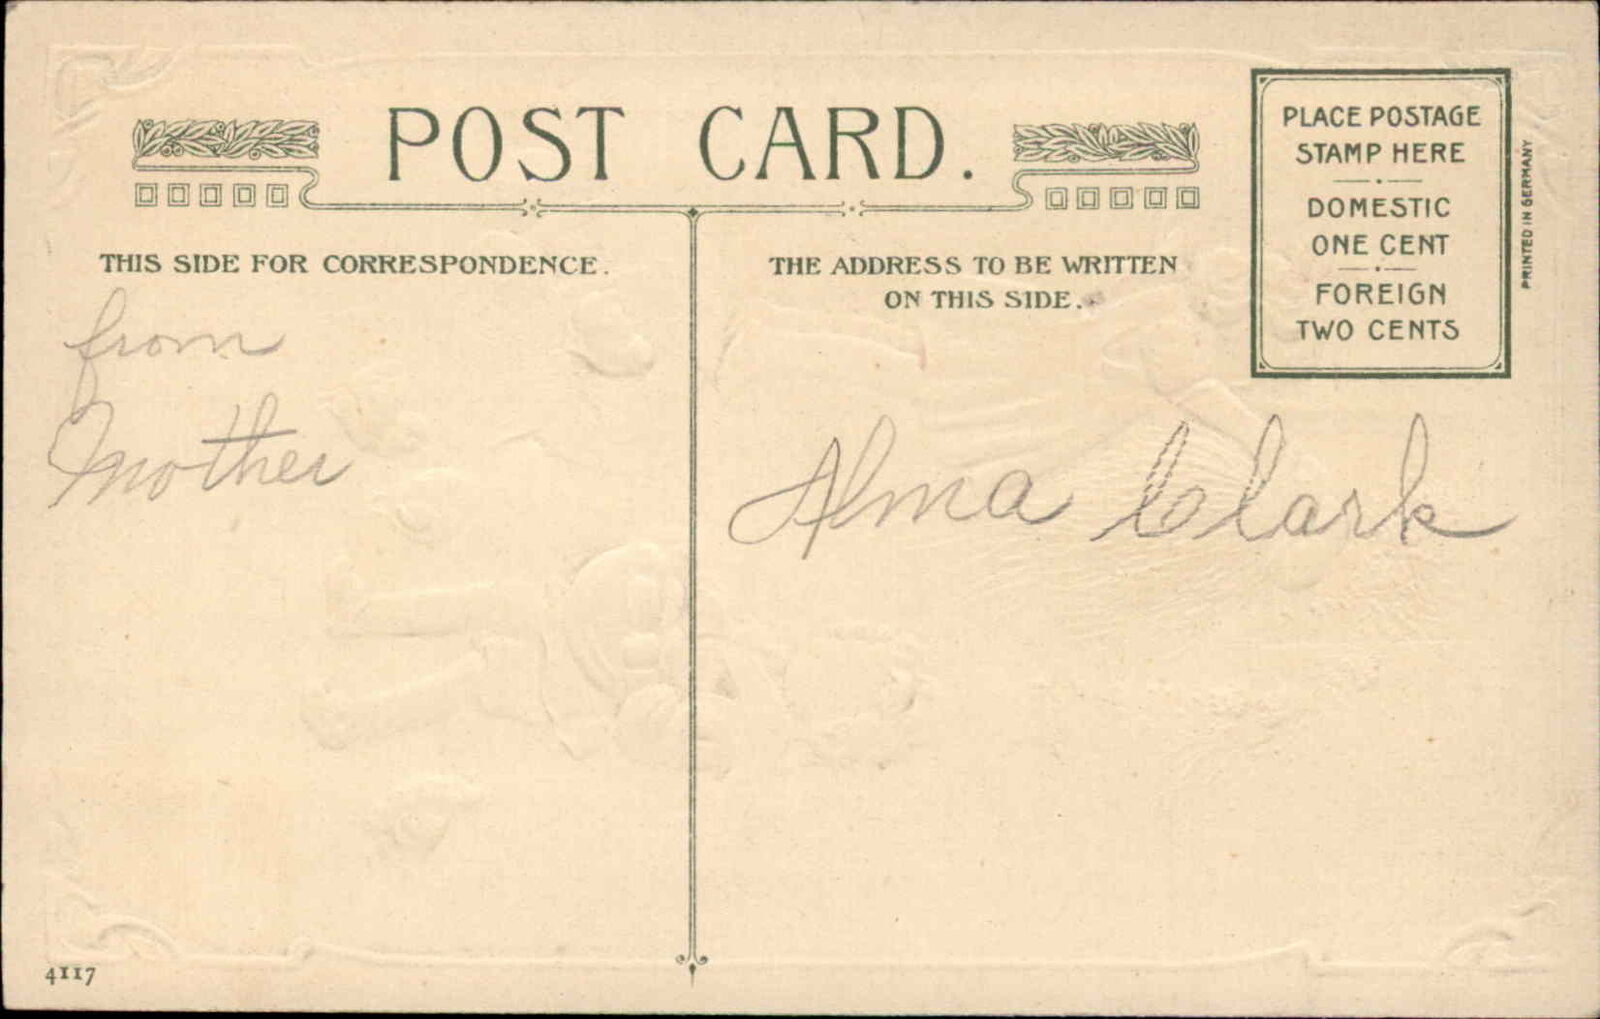 POST CARD.
THIS SIDE FOR CORRESPONDENCE.
from
Mother
THE ADDRESS TO BE WRITTEN
ON THIS SIDE.
Alma Clark
PLACE POSTAGE
STAMP HERE
DOMESTIC
ONE CENT
FOREIGN
TWO CENTS
PRINTED IN GERMANY
4117